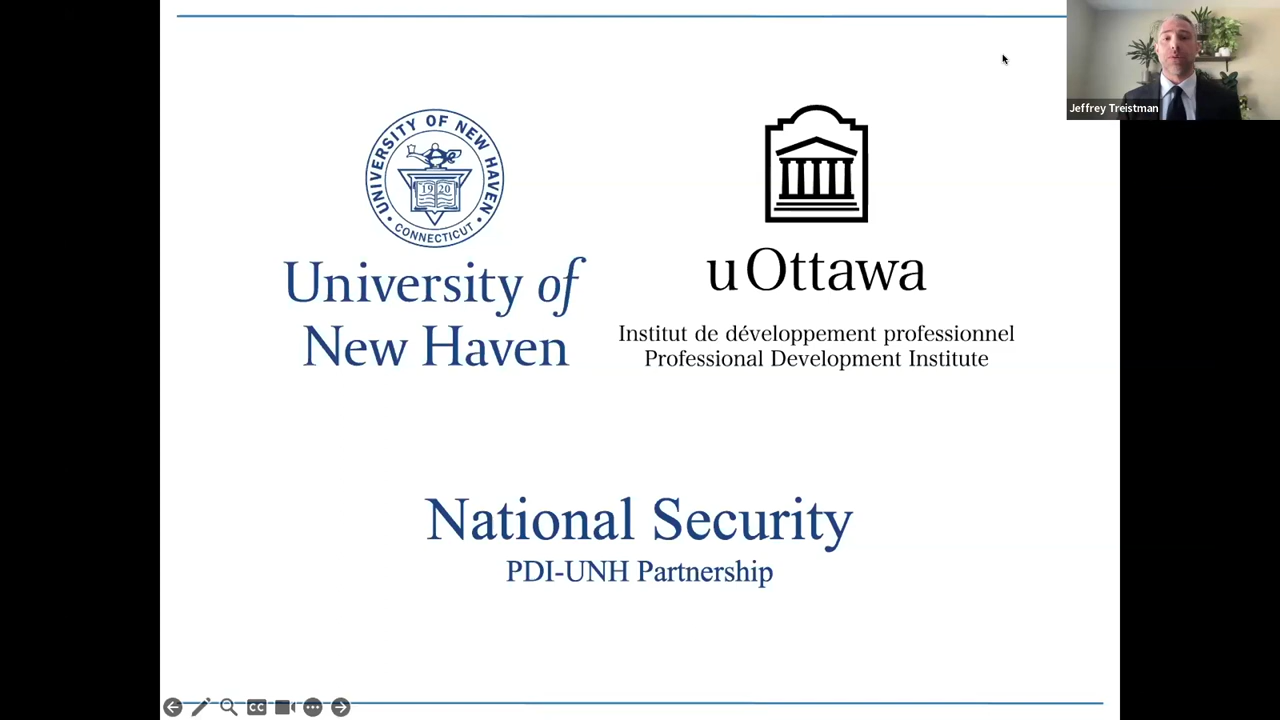 Jeffrey Treistman
UNIVERSITY OF NEW HAVEN
1920
CONNECTICUT
University of
New Haven
uOttawa
Institut de développement professionnel
Professional Development Institute
National Security
PDI-UNH Partnership
CC